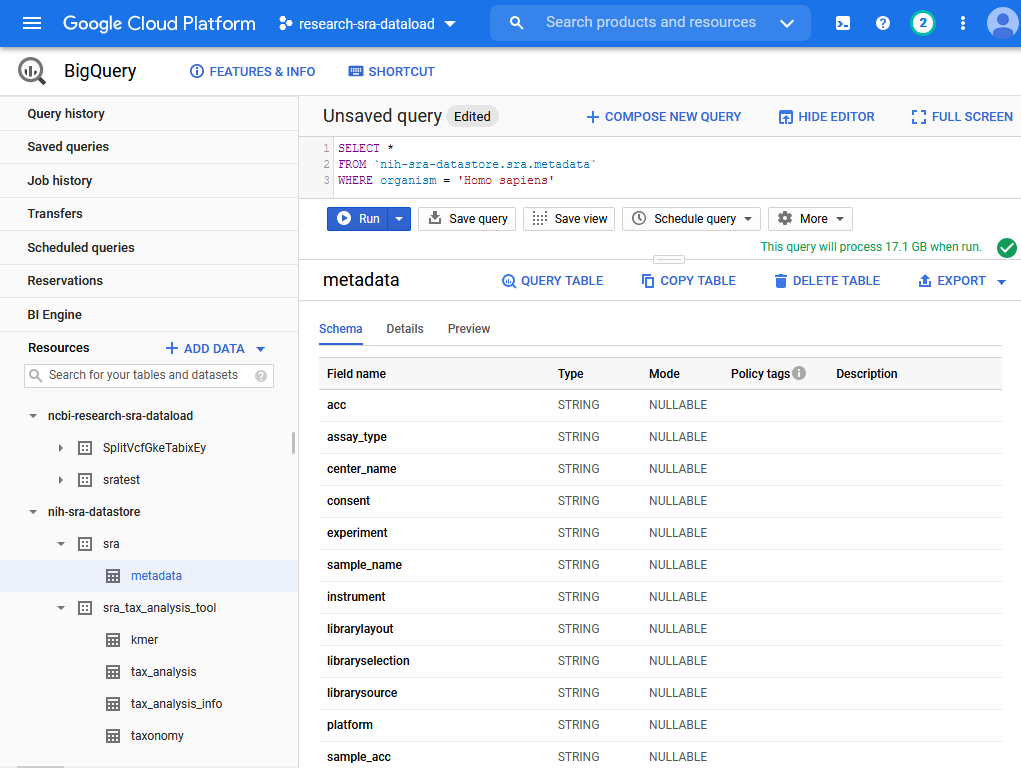 Google Cloud Platform research-sra-dataload Search products and resources 2
BigQuery FEATURES & INFO SHORTCUT
Query history
Saved queries
Job history
Transfers
Scheduled queries
Reservations
BI Engine
Resources ADD DATA
Search for your tables and datasets
ncbi-research-sra-dataload
SplitVcfGkeTabixEy
sratest
nih-sra-datastore
sra
metadata
sra_tax_analysis_tool
kmer
tax_analysis
tax_analysis_info
taxonomy
Unsaved query Edited COMPOSE NEW QUERY HIDE EDITOR FULL SCREEN
1 SELECT *
2 FROM `nih-sra-datastore.sra.metadata`
3 WHERE organism = 'Homo sapiens'
Run Save query Save view Schedule query More
This query will process 17.1 GB when run.
metadata QUERY TABLE COPY TABLE DELETE TABLE EXPORT
Schema Details Preview
Field name Type Mode Policy tags Description
acc STRING NULLABLE
assay_type STRING NULLABLE
center_name STRING NULLABLE
consent STRING NULLABLE
experiment STRING NULLABLE
sample_name STRING NULLABLE
instrument STRING NULLABLE
librarylayout STRING NULLABLE
libraryselection STRING NULLABLE
librarysource STRING NULLABLE
platform STRING NULLABLE
sample_acc STRING NULLABLE